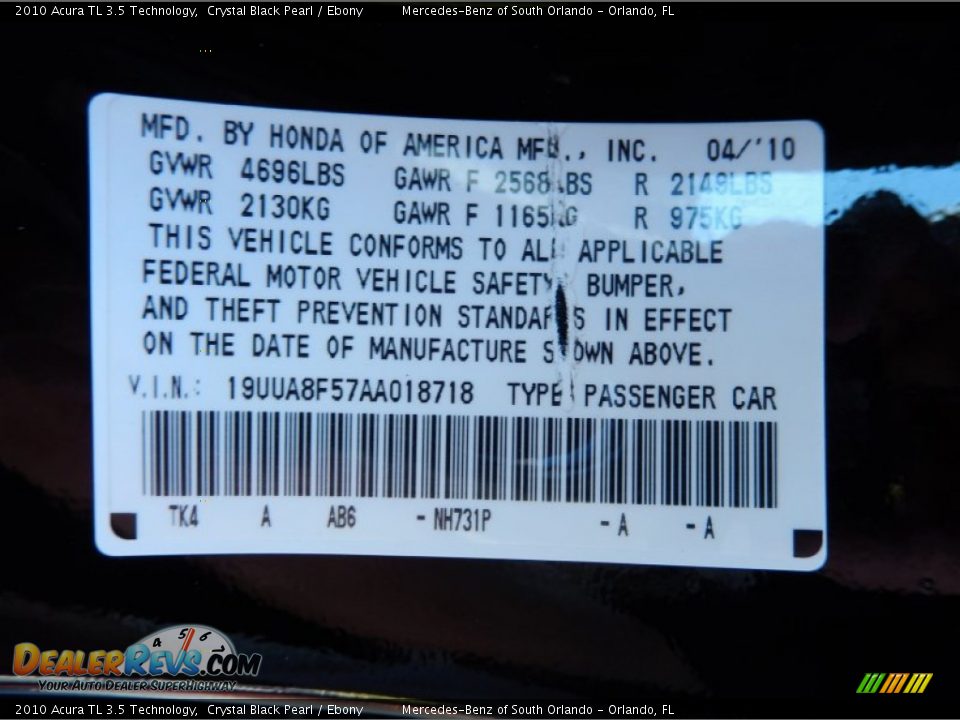 2010 Acura TL 3.5 Technology,  Crystal Black Pearl / Ebony  Mercedes-Benz of South Orlando - Orlando, FL
MFD. BY HONDA OF AMERICA MFG., INC.  04/'10
GVWR 4696LBS  GAWR F 2568LBS  R 2149LBS
GVWR 2130KG  GAWR F 1165KG  R 975KG
THIS VEHICLE CONFORMS TO ALL APPLICABLE
FEDERAL MOTOR VEHICLE SAFETY, BUMPER,
AND THEFT PREVENTION STANDARDS IN EFFECT
ON THE DATE OF MANUFACTURE SHOWN ABOVE.
V.I.N.: 19UUA8F57AA018718  TYPE: PASSENGER CAR
TK4  A  AB6  - NH731P  - A  - A
4 5 6
DEALERREVS.COM
YOUR AUTO DEALER SUPERHIGHWAY
2010 Acura TL 3.5 Technology,  Crystal Black Pearl / Ebony  Mercedes-Benz of South Orlando - Orlando, FL